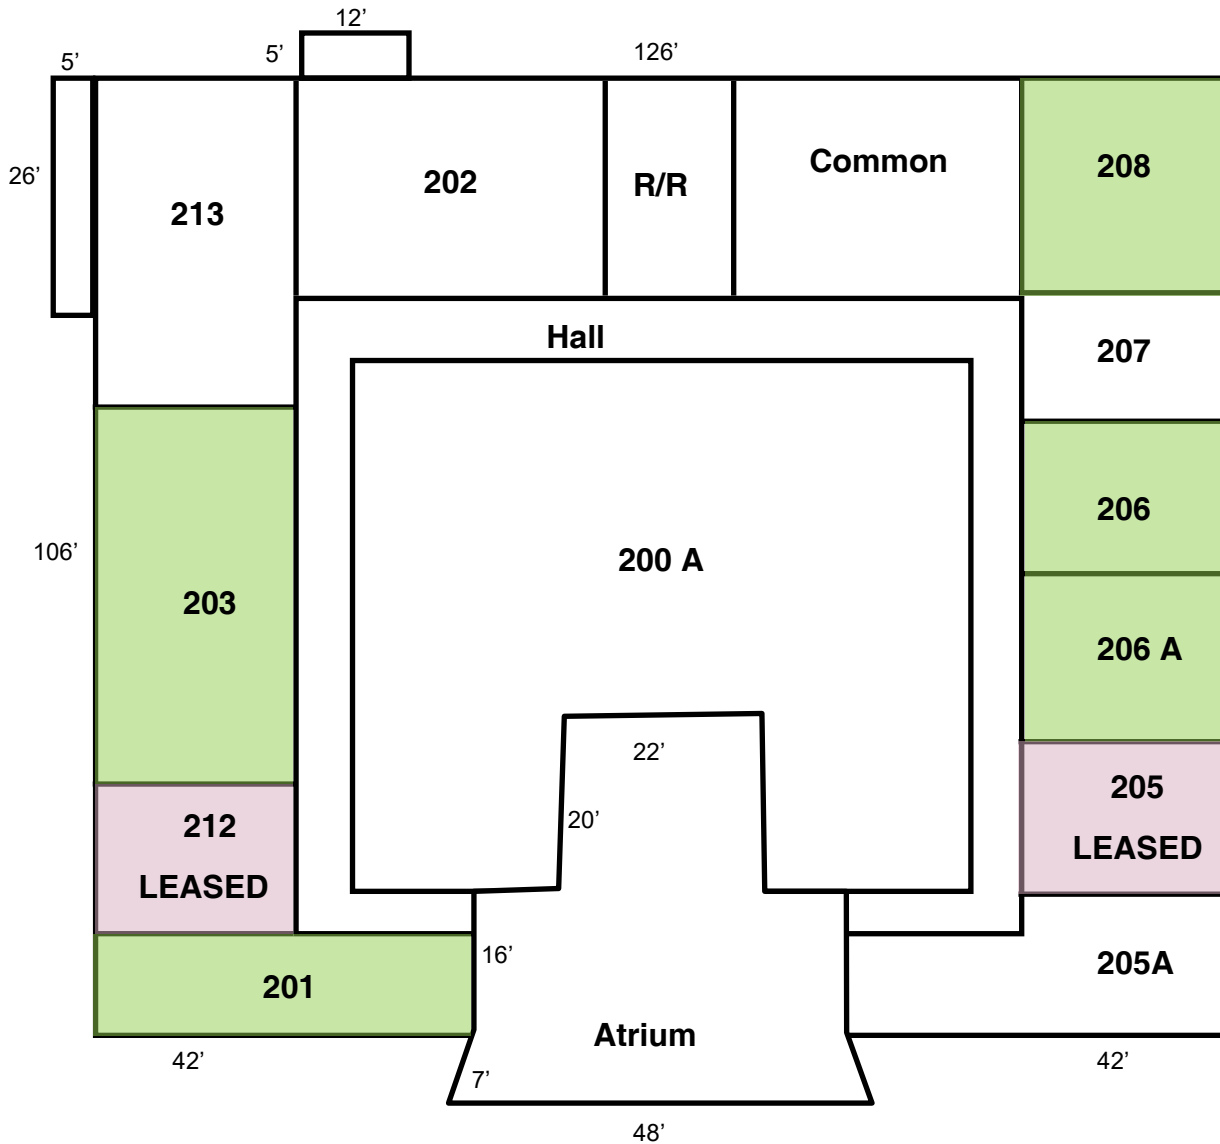 12’
5’
5’
126’
26’
213
202
R/R
Common
208
Hall
207
200 A
206
106’
203
206 A
22’
20’
212
LEASED
205
LEASED
16’
201
205A
Atrium
42’
7’
42’
48’